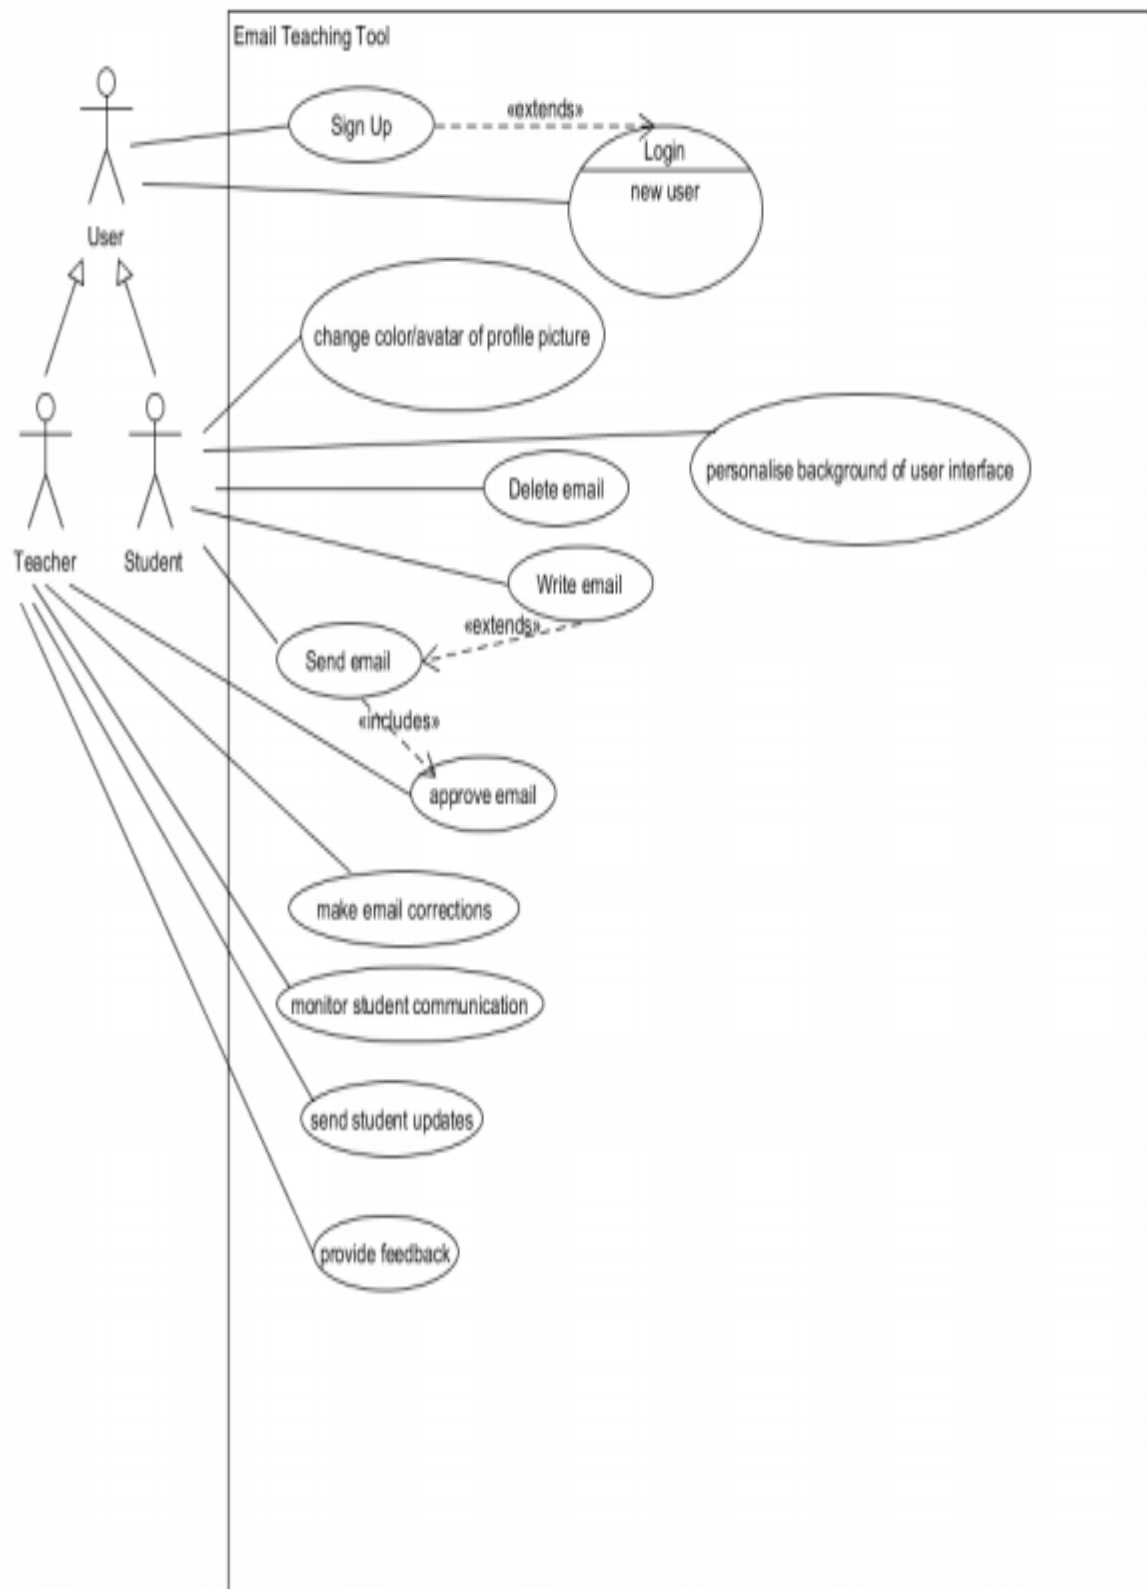 Email Teaching Tool
Sign Up
«extends»
Login
new user
User
change color/avatar of profile picture
personalise background of user interface
Delete email
Teacher
Student
Write email
«extends»
Send email
«includes»
approve email
make email corrections
monitor student communication
send student updates
provide feedback